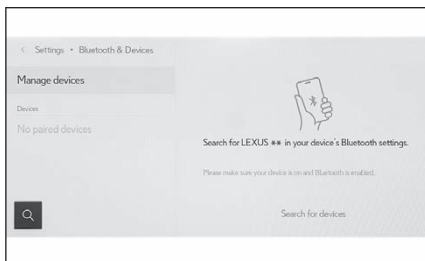 Settings • Bluetooth & Devices
Manage devices
Devices
No paired devices
Search for LEXUS ** in your device's Bluetooth settings.
Please make sure your device is on and Bluetooth is enabled.
Search for devices